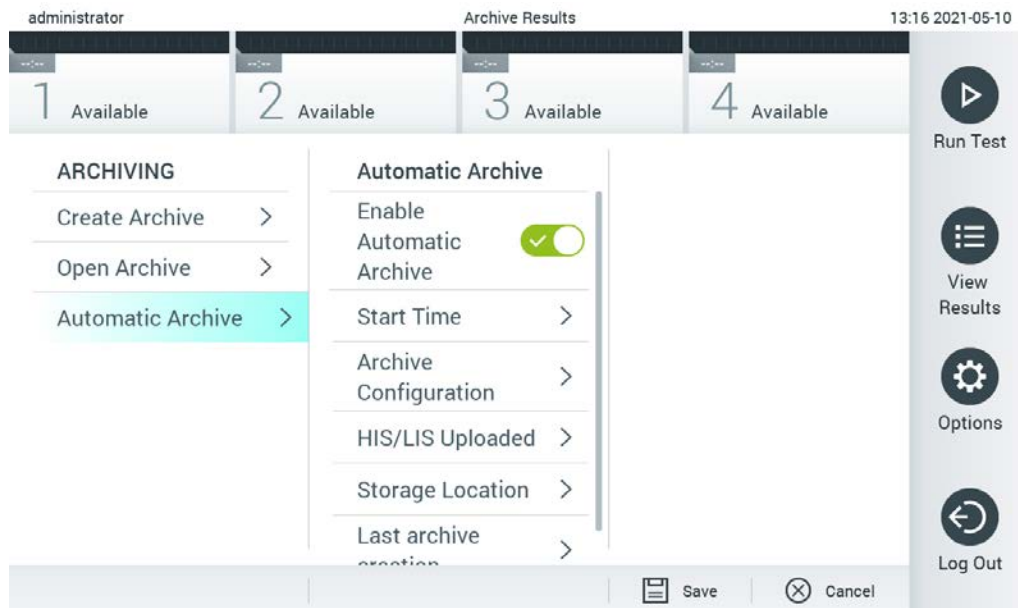 administrator
Archive Results
13:16 2021-05-10
--:--
1 Available
--:--
2 Available
--:--
3 Available
--:--
4 Available
Run Test
View
Results
Options
Log Out
ARCHIVING
Create Archive
Open Archive
Automatic Archive
Automatic Archive
Enable
Automatic
Archive
Start Time
Archive
Configuration
HIS/LIS Uploaded
Storage Location
Last archive
creation
Save
Cancel